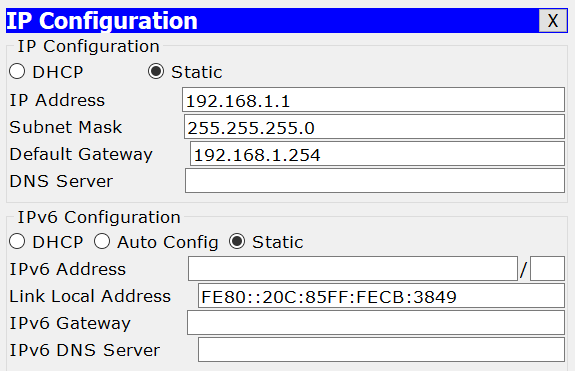 IP Configuration X
IP Configuration
DHCP Static
IP Address 192.168.1.1
Subnet Mask 255.255.255.0
Default Gateway 192.168.1.254
DNS Server
IPv6 Configuration
DHCP Auto Config Static
IPv6 Address /
Link Local Address FE80::20C:85FF:FECB:3849
IPv6 Gateway
IPv6 DNS Server